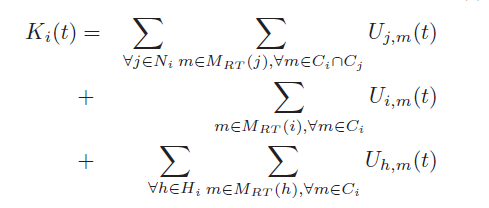 K_i(t) = ∑_{∀j∈N_i} ∑_{m∈M_{RT}(j),∀m∈C_i∩C_j} U_{j,m}(t)
+ ∑_{m∈M_{RT}(i),∀m∈C_i} U_{i,m}(t)
+ ∑_{∀h∈H_i} ∑_{m∈M_{RT}(h),∀m∈C_i} U_{h,m}(t)